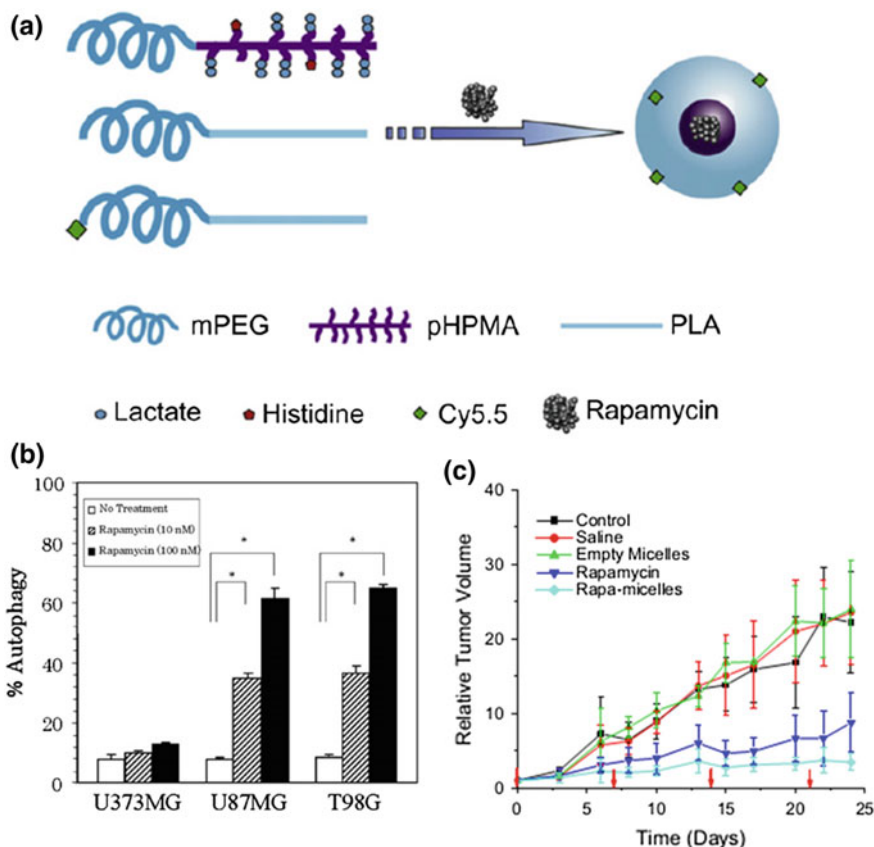 (a)
mPEG pHPMA PLA
Lactate Histidine Cy5.5 Rapamycin
(b)
% Autophagy
100
80
60
40
20
0
No Treatment
Rapamycin (10 nM)
Rapamycin (100 nM)
* * * *
U373MG U87MG T98G
(c)
Relative Tumor Volume
40
30
20
10
0
Control
Saline
Empty Micelles
Rapamycin
Rapa-micelles
0 5 10 15 20 25
Time (Days)